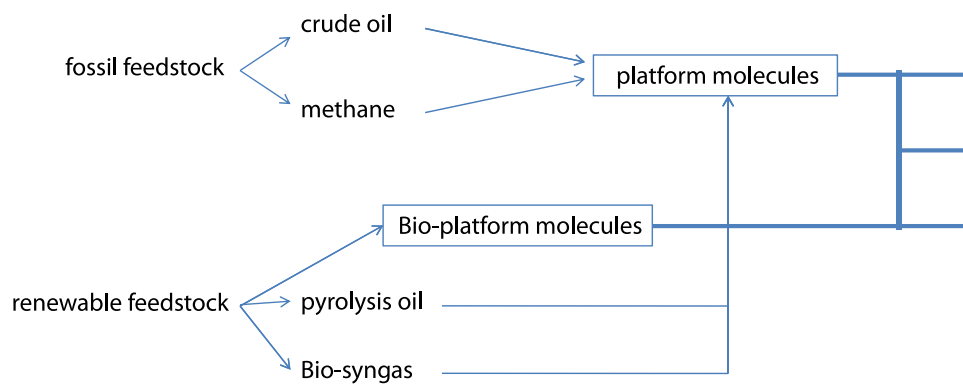 crude oil
fossil feedstock
platform molecules
methane
Bio-platform molecules
renewable feedstock
pyrolysis oil
Bio-syngas